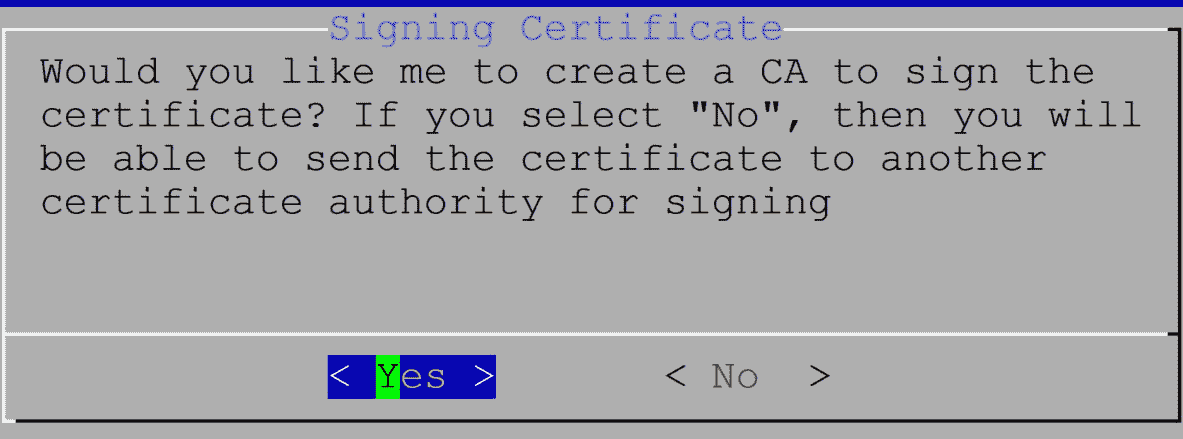 Signing Certificate
Would you like me to create a CA to sign the
certificate? If you select "No", then you will
be able to send the certificate to another
certificate authority for signing
< Yes > < No >